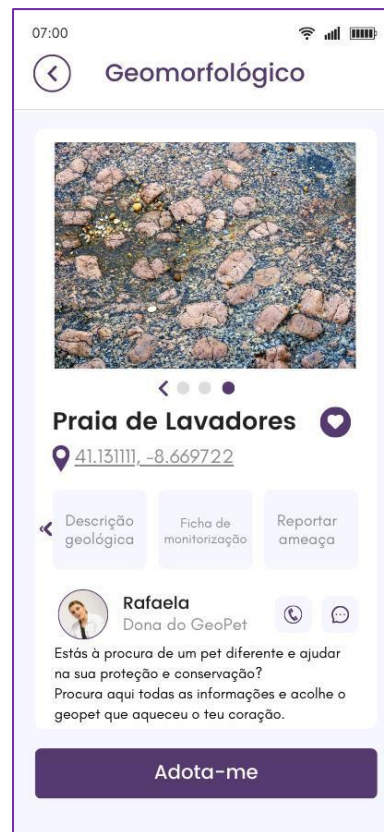 07:00
Geomorfológico
Praia de Lavadores
41.131111, -8.669722
Descrição
geológica
Ficha de
monitorização
Reportar
ameaça
Rafaela
Dona do GeoPet
Estás à procura de um pet diferente e ajudar
na sua proteção e conservação?
Procura aqui todas as informações e acolhe o
geopet que aqueceu o teu coração.
Adota-me